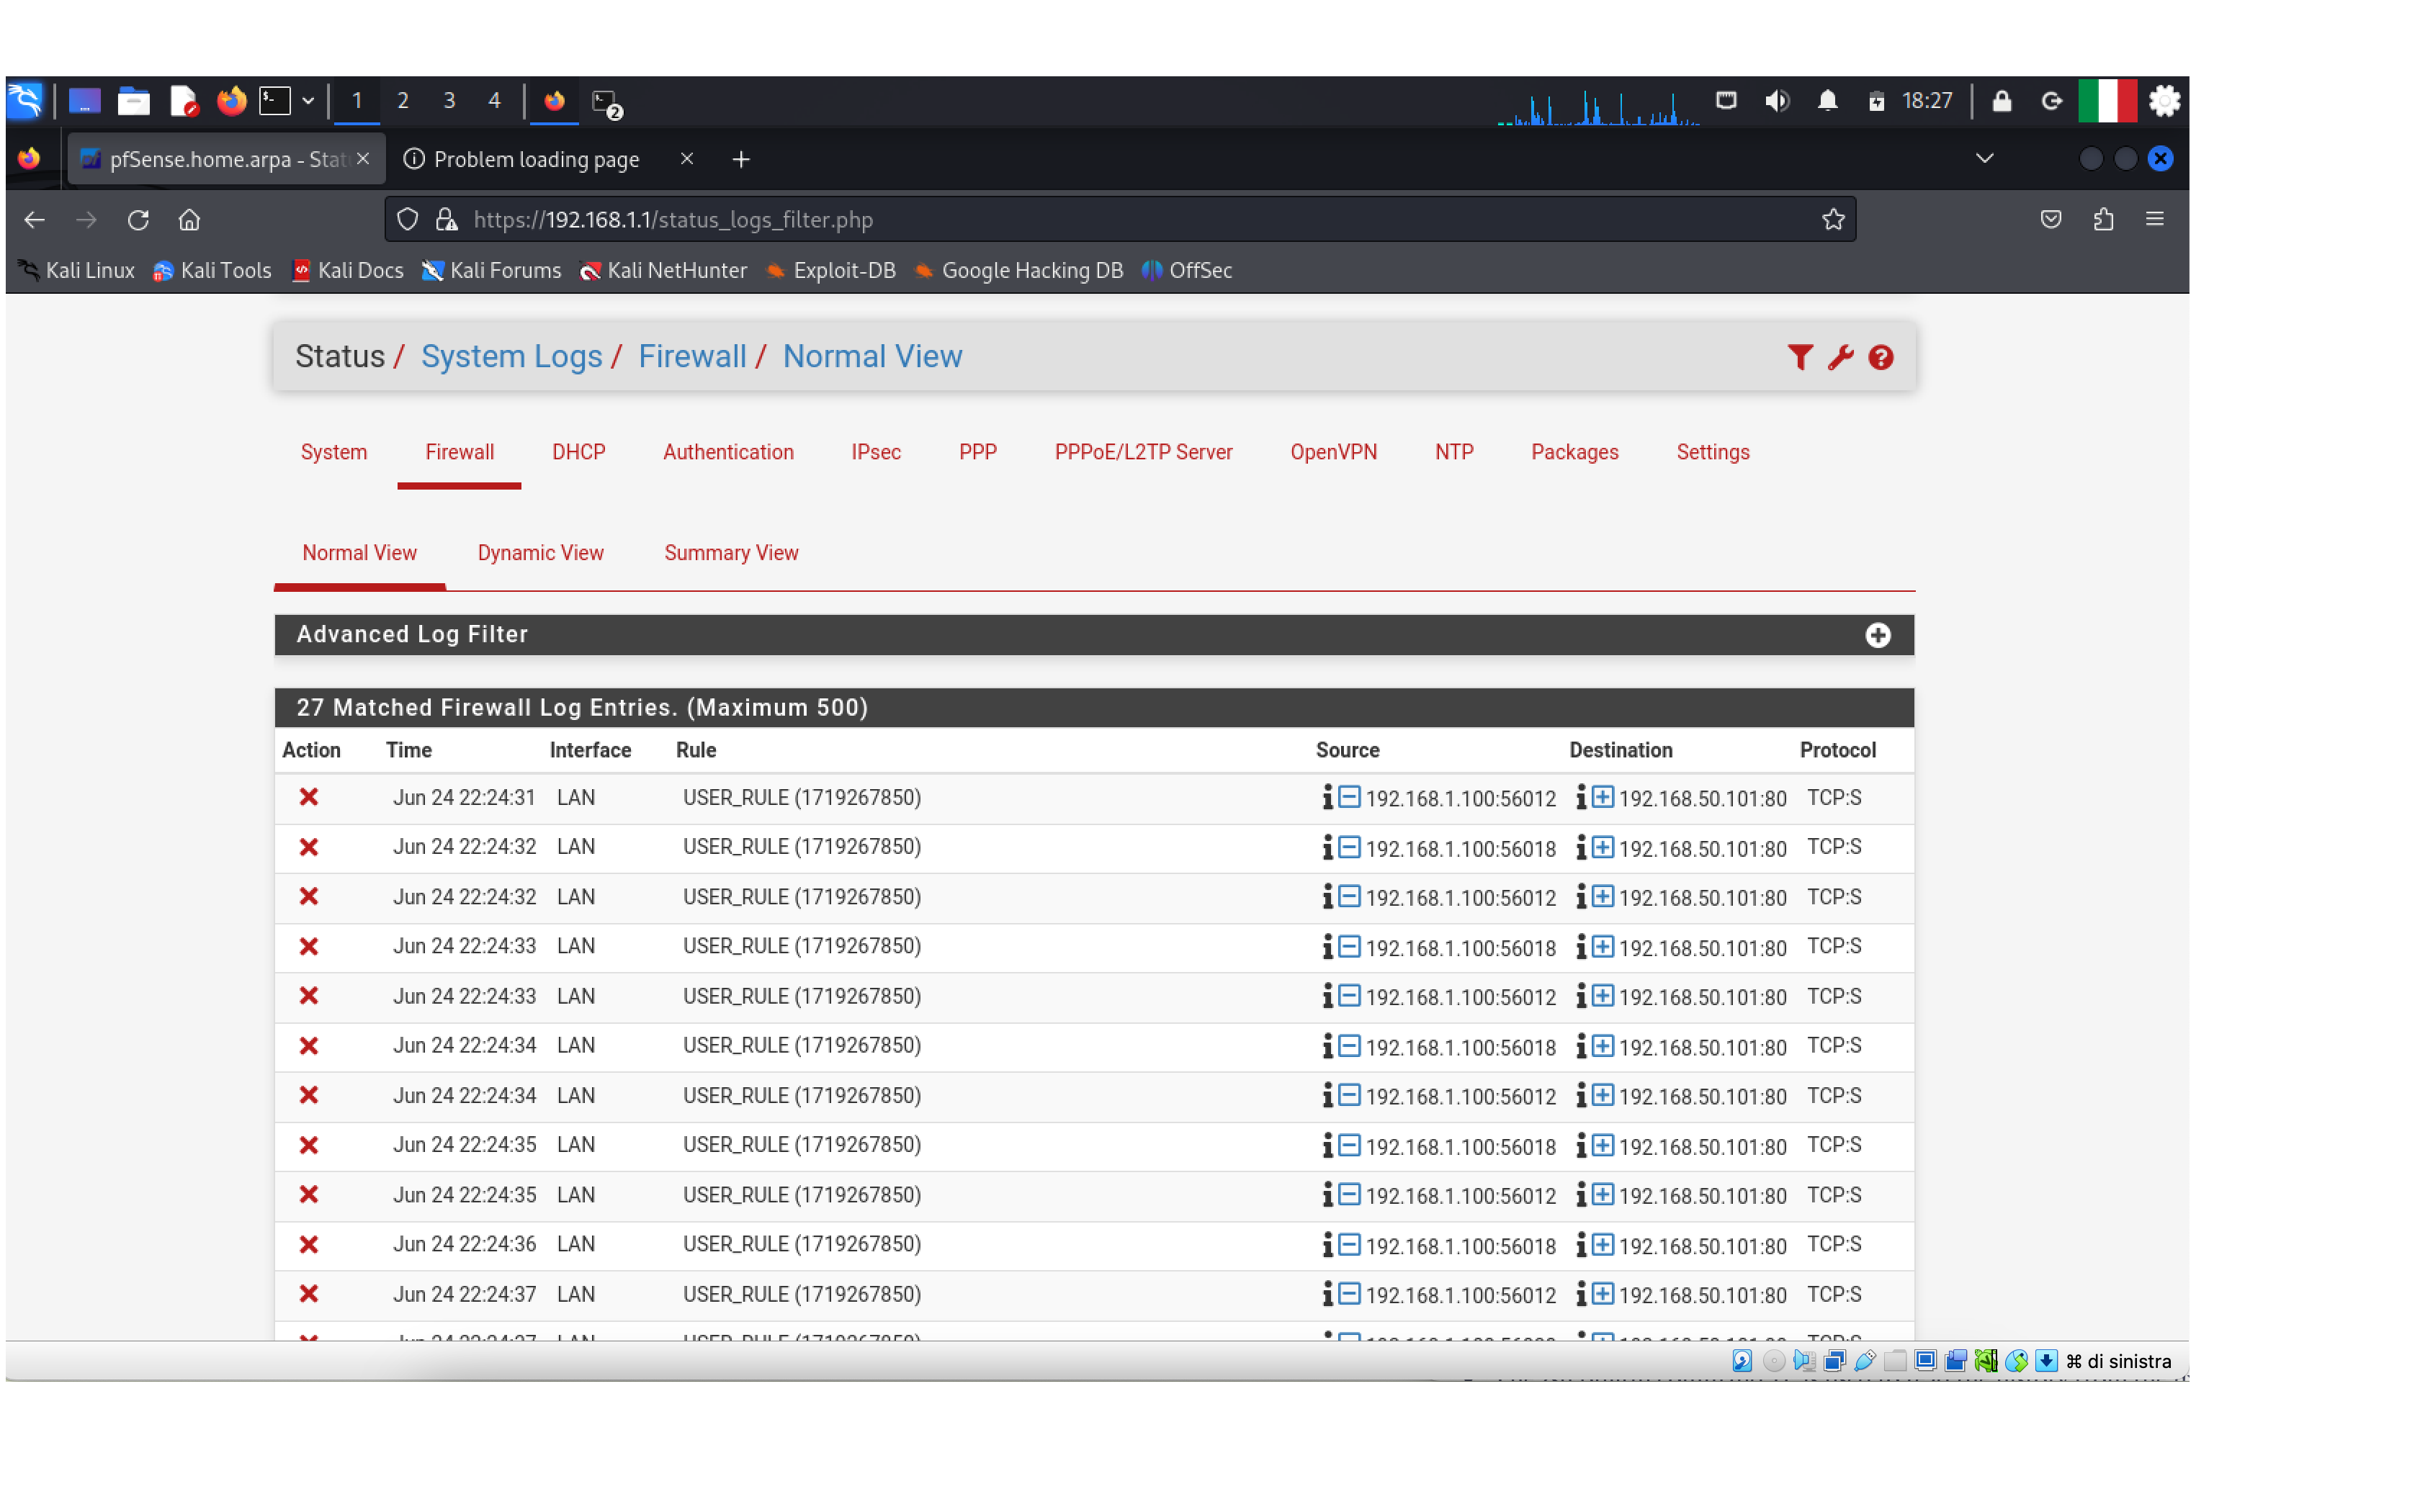 1 2 3 4 2 18:27
pfSense.home.arpa - Stat Problem loading page
https://192.168.1.1/status_logs_filter.php
Kali Linux Kali Tools Kali Docs Kali Forums Kali NetHunter Exploit-DB Google Hacking DB OffSec
Status / System Logs / Firewall / Normal View
System Firewall DHCP Authentication IPsec PPP PPPoE/L2TP Server OpenVPN NTP Packages Settings
Normal View Dynamic View Summary View
Advanced Log Filter
27 Matched Firewall Log Entries. (Maximum 500)
Action Time Interface Rule Source Destination Protocol
Jun 24 22:24:31 LAN USER_RULE (1719267850) 192.168.1.100:56012 192.168.50.101:80 TCP:S
Jun 24 22:24:32 LAN USER_RULE (1719267850) 192.168.1.100:56018 192.168.50.101:80 TCP:S
Jun 24 22:24:32 LAN USER_RULE (1719267850) 192.168.1.100:56012 192.168.50.101:80 TCP:S
Jun 24 22:24:33 LAN USER_RULE (1719267850) 192.168.1.100:56018 192.168.50.101:80 TCP:S
Jun 24 22:24:33 LAN USER_RULE (1719267850) 192.168.1.100:56012 192.168.50.101:80 TCP:S
Jun 24 22:24:34 LAN USER_RULE (1719267850) 192.168.1.100:56018 192.168.50.101:80 TCP:S
Jun 24 22:24:34 LAN USER_RULE (1719267850) 192.168.1.100:56012 192.168.50.101:80 TCP:S
Jun 24 22:24:35 LAN USER_RULE (1719267850) 192.168.1.100:56018 192.168.50.101:80 TCP:S
Jun 24 22:24:35 LAN USER_RULE (1719267850) 192.168.1.100:56012 192.168.50.101:80 TCP:S
Jun 24 22:24:36 LAN USER_RULE (1719267850) 192.168.1.100:56018 192.168.50.101:80 TCP:S
Jun 24 22:24:37 LAN USER_RULE (1719267850) 192.168.1.100:56012 192.168.50.101:80 TCP:S
⌘ di sinistra